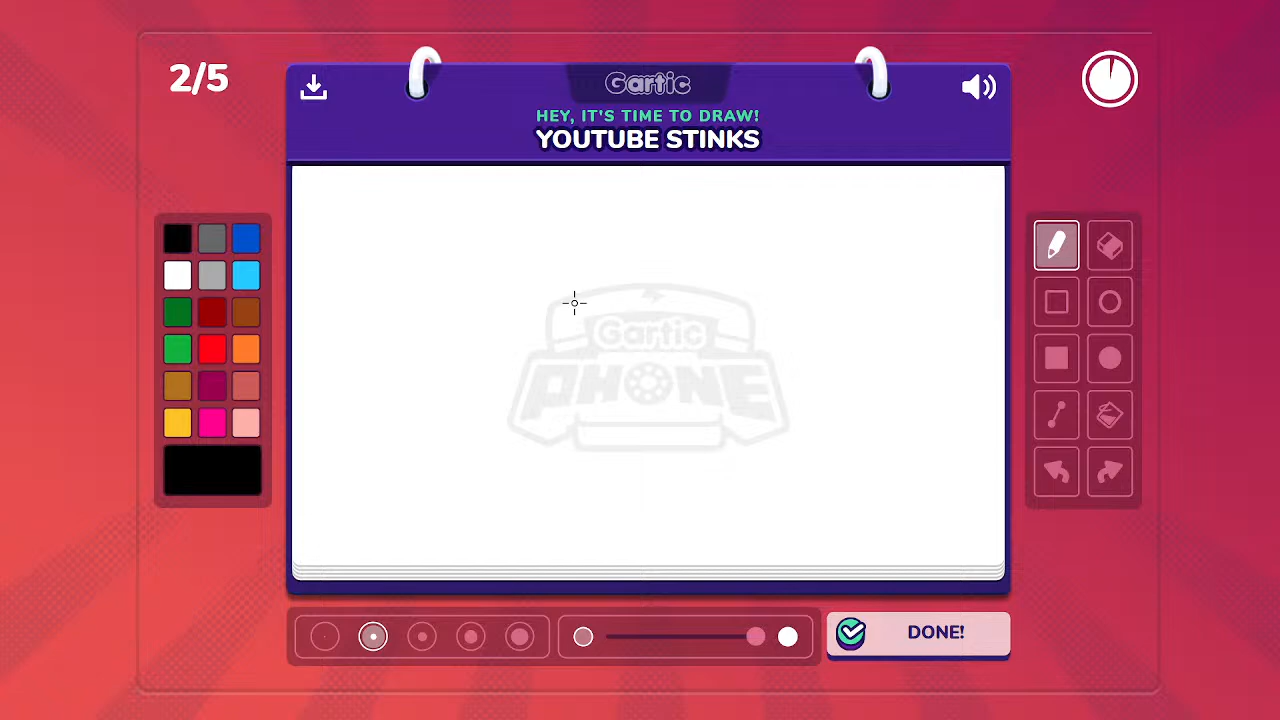 2/5
Gartic
HEY, IT'S TIME TO DRAW!
YOUTUBE STINKS
Gartic
PHONE
DONE!